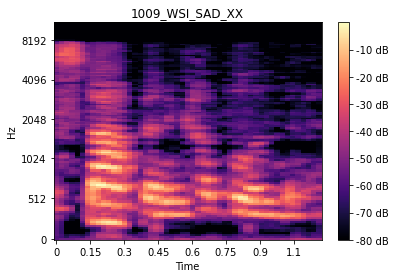 1009_WSI_SAD_XX
8192
4096
2048
1024
512
0
Hz
0
0.15
0.3
0.45
0.6
0.75
0.9
1.1
Time
-10 dB
-20 dB
-30 dB
-40 dB
-50 dB
-60 dB
-70 dB
-80 dB